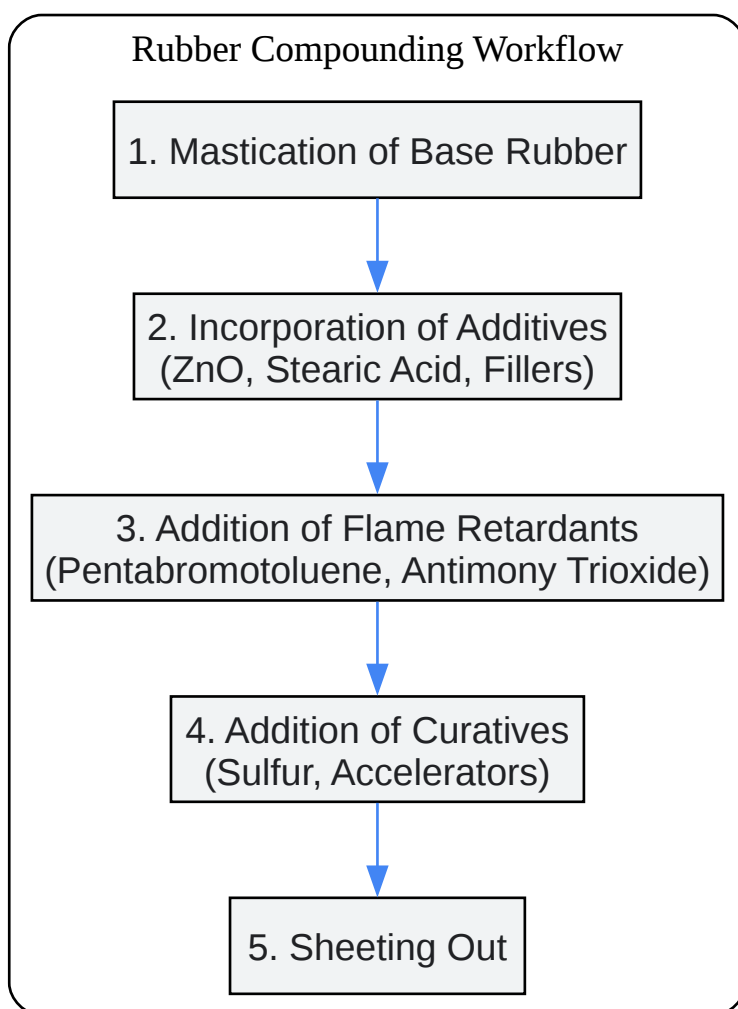 Rubber Compounding Workflow
1. Mastication of Base Rubber
2. Incorporation of Additives
(ZnO, Stearic Acid, Fillers)
3. Addition of Flame Retardants
(Pentabromotoluene, Antimony Trioxide)
4. Addition of Curatives
(Sulfur, Accelerators)
5. Sheeting Out